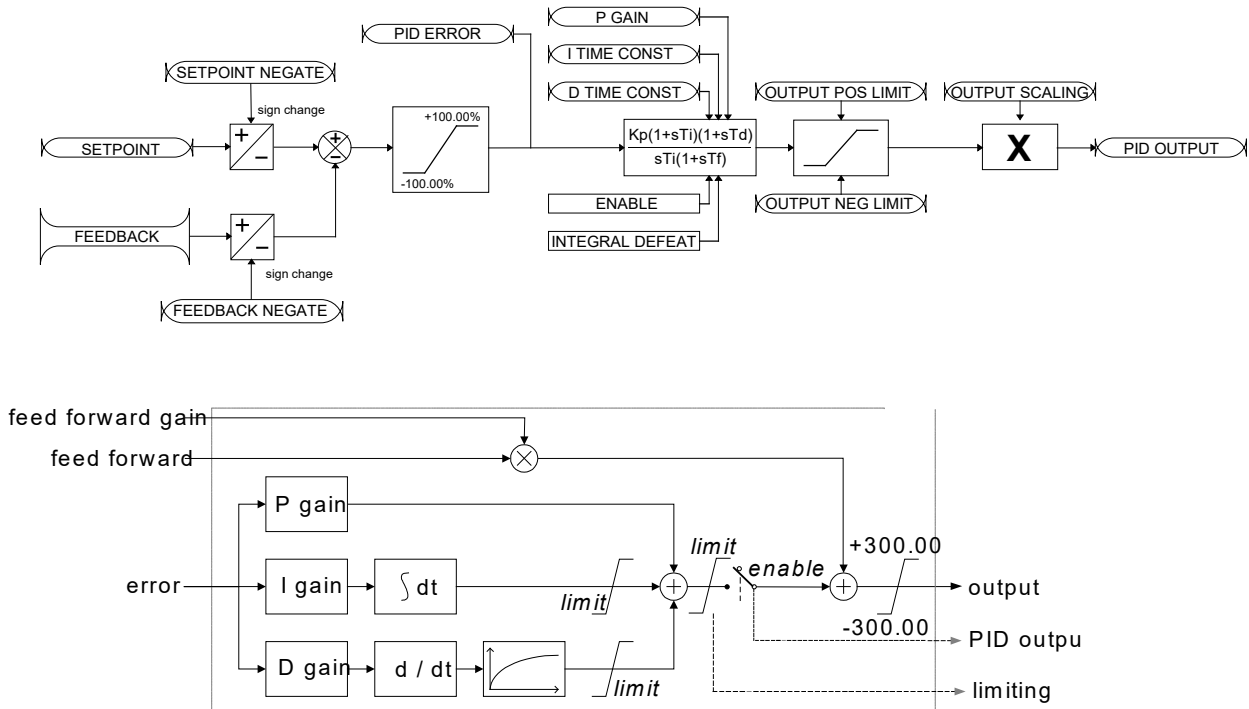 P GAIN
PID ERROR
I TIME CONST
SETPOINT NEGATE
D TIME CONST
OUTPUT POS LIMIT
OUTPUT SCALING
sign change
+100.00%
-100.00%
+
–
+
–
SETPOINT
Kp(1+sTi)(1+sTd)
sTi(1+sTf)
X
PID OUTPUT
ENABLE
OUTPUT NEG LIMIT
FEEDBACK
+
–
INTEGRAL DEFEAT
sign change
FEEDBACK NEGATE
feed forward gain
feed forward
×
P gain
limit
enable
+300.00
error
I gain
∫ dt
limit
+
+
output
-300.00
PID outpu
D gain
d / dt
limit
limiting